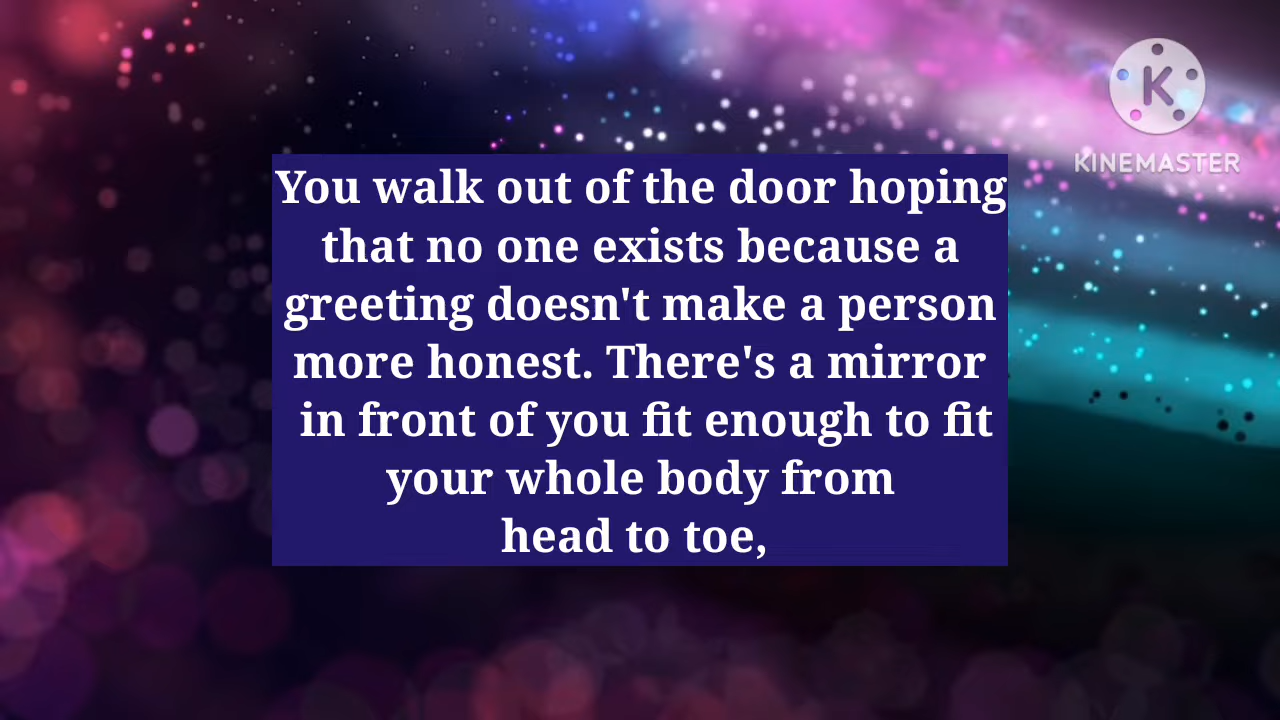 K
KINEMASTER
You walk out of the door hoping
that no one exists because a
greeting doesn't make a person
more honest. There's a mirror
in front of you fit enough to fit
your whole body from
head to toe,